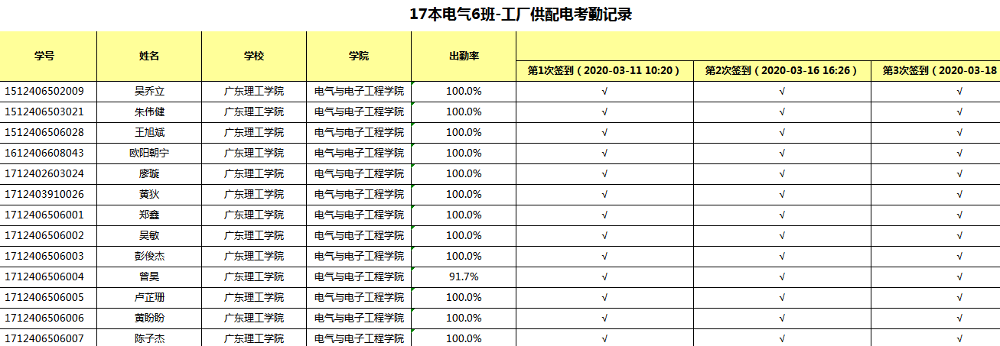 17本电气6班-工厂供配电考勤记录
学号 姓名 学校 学院 出勤率
第1次签到（2020-03-11 10:20） 第2次签到（2020-03-16 16:26） 第3次签到（2020-03-18
1512406502009 吴乔立 广东理工学院 电气与电子工程学院 100.0% √ √ √
1512406503021 朱伟健 广东理工学院 电气与电子工程学院 100.0% √ √ √
1512406506028 王旭斌 广东理工学院 电气与电子工程学院 100.0% √ √ √
1612406608043 欧阳朝宁 广东理工学院 电气与电子工程学院 100.0% √ √ √
1712402603024 廖璇 广东理工学院 电气与电子工程学院 100.0% √ √ √
1712403910026 黄狄 广东理工学院 电气与电子工程学院 100.0% √ √ √
1712406506001 郑鑫 广东理工学院 电气与电子工程学院 100.0% √ √ √
1712406506002 吴敏 广东理工学院 电气与电子工程学院 100.0% √ √ √
1712406506003 彭俊杰 广东理工学院 电气与电子工程学院 100.0% √ √ √
1712406506004 曾昊 广东理工学院 电气与电子工程学院 91.7% √ √ √
1712406506005 卢芷珊 广东理工学院 电气与电子工程学院 100.0% √ √ √
1712406506006 黄盼盼 广东理工学院 电气与电子工程学院 100.0% √ √ √
1712406506007 陈子杰 广东理工学院 电气与电子工程学院 100.0% √ √ √